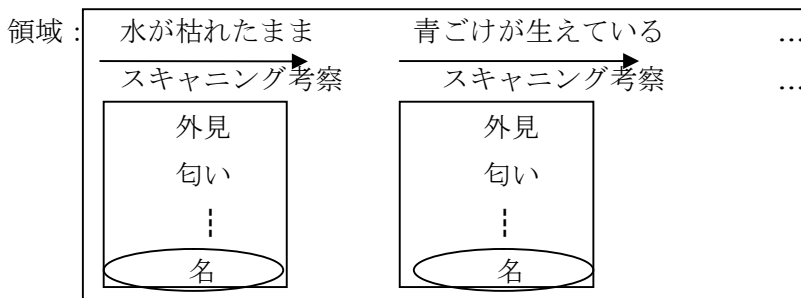 領域： 水が枯れたまま 青ごけが生えている …
スキャニング考察 スキャニング考察 …
外見 外見
匂い 匂い
名 名